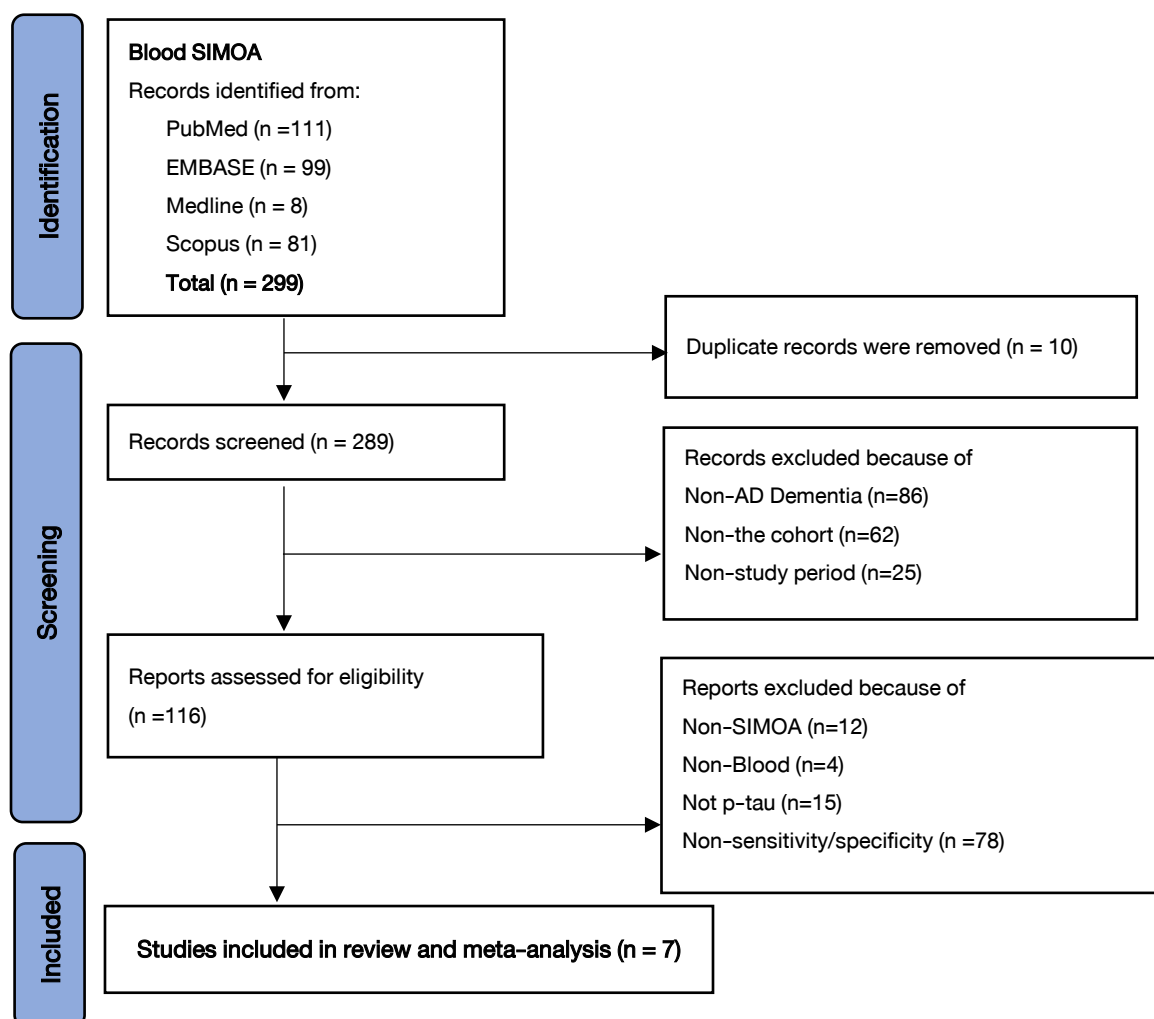 Identification
Blood SIMOA
Records identified from:
PubMed (n =111)
EMBASE (n = 99)
Medline (n = 8)
Scopus (n = 81)
Total (n = 299)
Duplicate records were removed (n = 10)
Screening
Records screened (n = 289)
Records excluded because of
Non-AD Dementia (n=86)
Non-the cohort (n=62)
Non-study period (n=25)
Reports assessed for eligibility
(n =116)
Reports excluded because of
Non-SIMOA (n=12)
Non-Blood (n=4)
Not p-tau (n=15)
Non-sensitivity/specificity (n =78)
Included
Studies included in review and meta-analysis (n = 7)